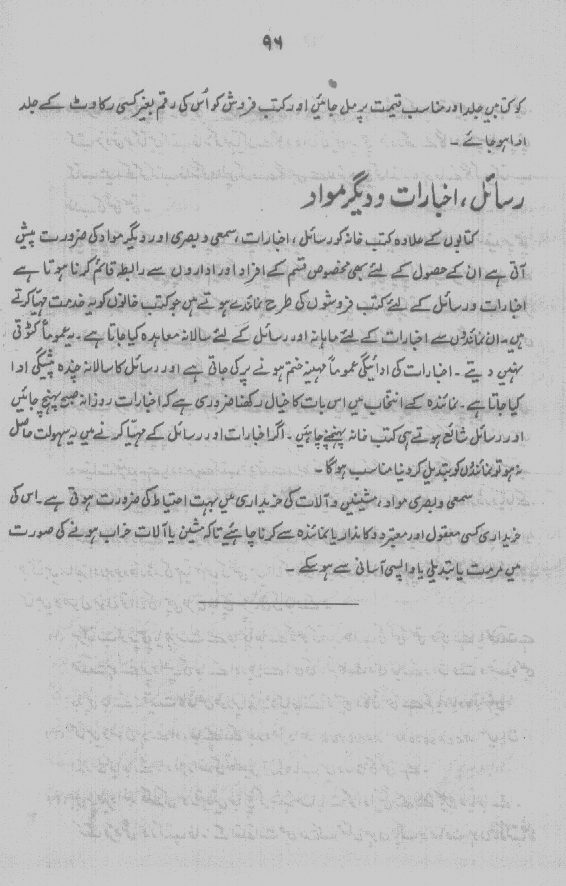 ۹۶
کو کتابیں جلد اور مناسب قیمت پر مل جائیں اور کتب فروش کو اُس کی رقم بغیر کسی رکاوٹ کے جلد
ادا ہو جائے ۔
رسائل ، اخبارات و دیگر مواد
کتابوں کے علاوہ کتب خانہ کو رسائل ، اخبارات ، سمعی و بصری اور دیگر مواد کی ضرورت پیش
آتی ہے ان کے حصول کے لئے بھی مخصوص قسم کے افراد اور اداروں سے رابطہ قائم کرنا ہوتا ہے
اخبارات و رسائل کے لئے کتب فروشوں کی طرح نمائندے ہوتے ہیں جو کتب خانوں کو یہ خدمت مہیا کرتے
ہیں ۔ ان نمائندوں سے اخبارات کے لئے ماہانہ اور رسائل کے لئے سالانہ معاہدہ کیا جاتا ہے ۔ یہ عموماً کٹوتی
نہیں دیتے ۔ اخبارات کی ادائیگی عموماً مہینہ ختم ہونے پر کی جاتی ہے اور رسائل کا سالانہ چندہ پیشگی ادا
کیا جاتا ہے ۔ نمائندہ کے انتخاب میں اس بات کا خیال رکھنا ضروری ہے کہ اخبارات روزانہ صبح پہنچ جائیں
اور رسائل شائع ہوتے ہی کتب خانہ پہنچنے چاہئیں ۔ اگر اخبارات اور رسائل کے مہیا کرنے میں یہ سہولت حاصل
نہ ہو تو نمائندوں کو تبدیل کر دینا مناسب ہوگا ۔
سمعی و بصری مواد ، مشینیں و آلات کی خریداری میں بہت احتیاط کی ضرورت ہوتی ہے ۔ اس کی
خریداری کسی معقول اور معتبر دوکاندار یا نمائندہ سے کرنا چاہئے تاکہ مشین یا آلات خراب ہونے کی صورت
میں مرمت یا تبدیلی یا واپسی آسانی سے ہو سکے ۔